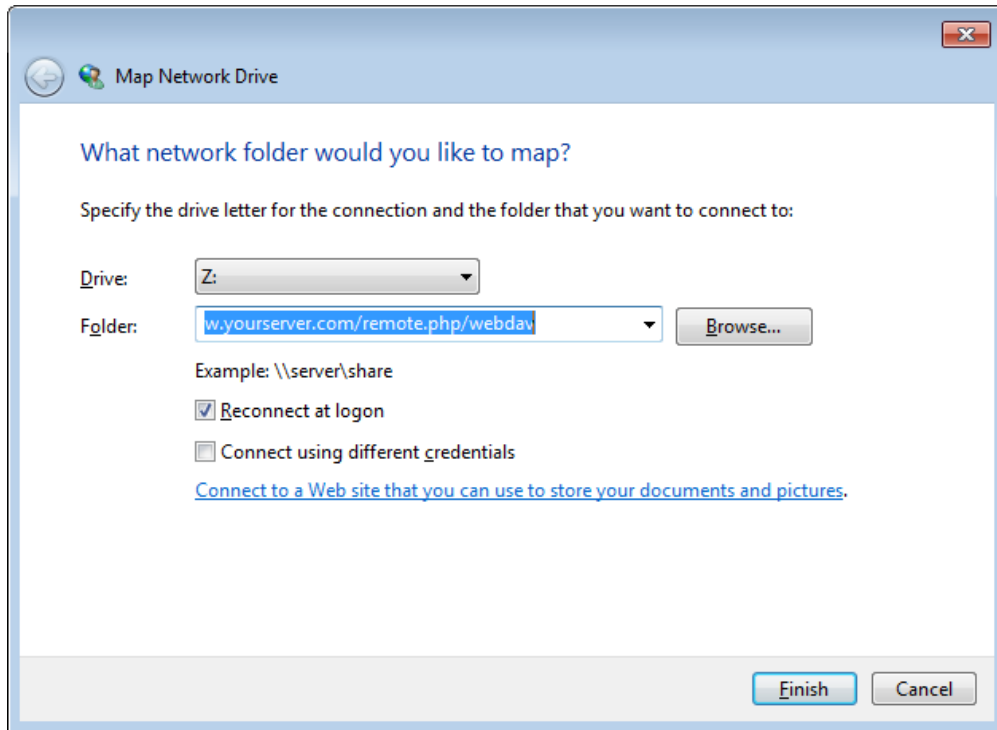 Map Network Drive
What network folder would you like to map?
Specify the drive letter for the connection and the folder that you want to connect to:
Drive: Z:
Folder: w.yourserver.com/remote.php/webdav Browse...
Example: \\server\share
Reconnect at logon
Connect using different credentials
Connect to a Web site that you can use to store your documents and pictures.
Finish Cancel